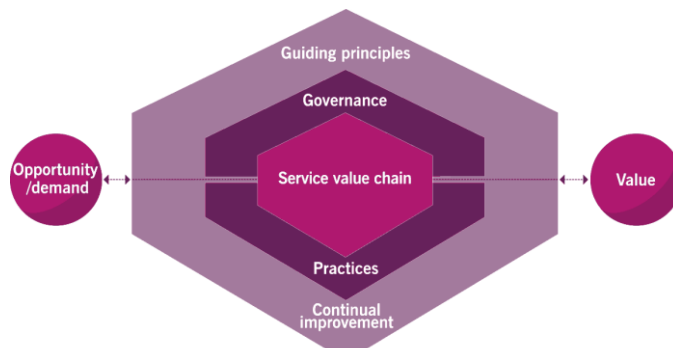 Guiding principles
Governance
Opportunity
/demand
Service value chain
Value
Practices
Continual
improvement